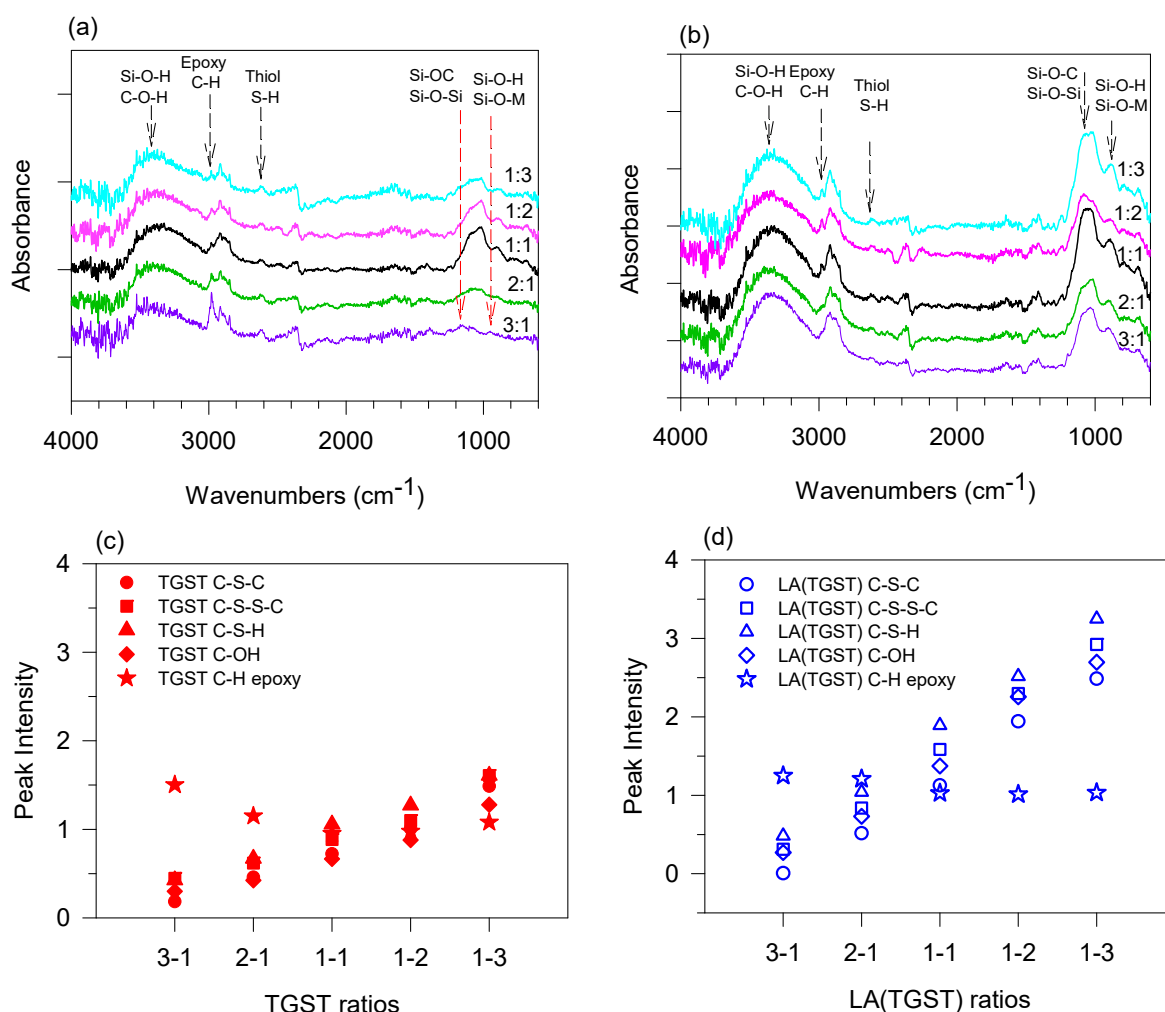 (a)
Si-O-H
C-O-H
Epoxy
C-H
Thiol
S-H
Si-OC
Si-O-Si
Si-O-H
Si-O-M
1:3
1:2
1:1
2:1
3:1
Absorbance
4000 3000 2000 1000
Wavenumbers (cm⁻¹)
(b)
Si-O-H
C-O-H
Epoxy
C-H
Thiol
S-H
Si-O-C
Si-O-Si
Si-O-H
Si-O-M
1:3
1:2
1:1
2:1
3:1
Absorbance
4000 3000 2000 1000
Wavenumbers (cm⁻¹)
(c)
TGST C-S-C
TGST C-S-S-C
TGST C-S-H
TGST C-OH
TGST C-H epoxy
Peak Intensity
4
3
2
1
0
3-1 2-1 1-1 1-2 1-3
TGST ratios
(d)
LA(TGST) C-S-C
LA(TGST) C-S-S-C
LA(TGST) C-S-H
LA(TGST) C-OH
LA(TGST) C-H epoxy
Peak Intensity
4
3
2
1
0
3-1 2-1 1-1 1-2 1-3
LA(TGST) ratios